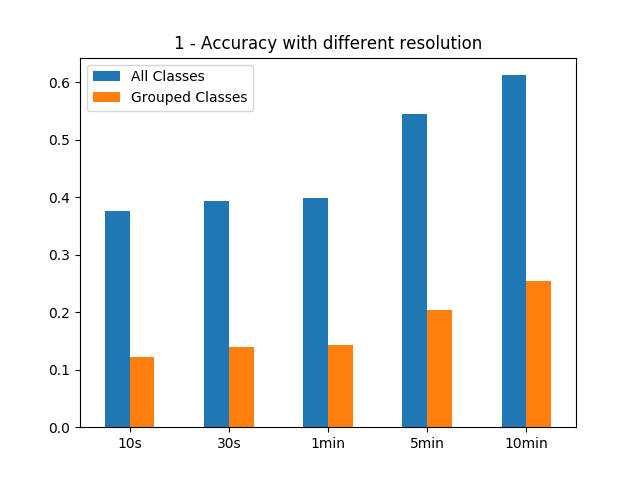 1 - Accuracy with different resolution
All Classes
Grouped Classes
0.6
0.5
0.4
0.3
0.2
0.1
0.0
10s 30s 1min 5min 10min